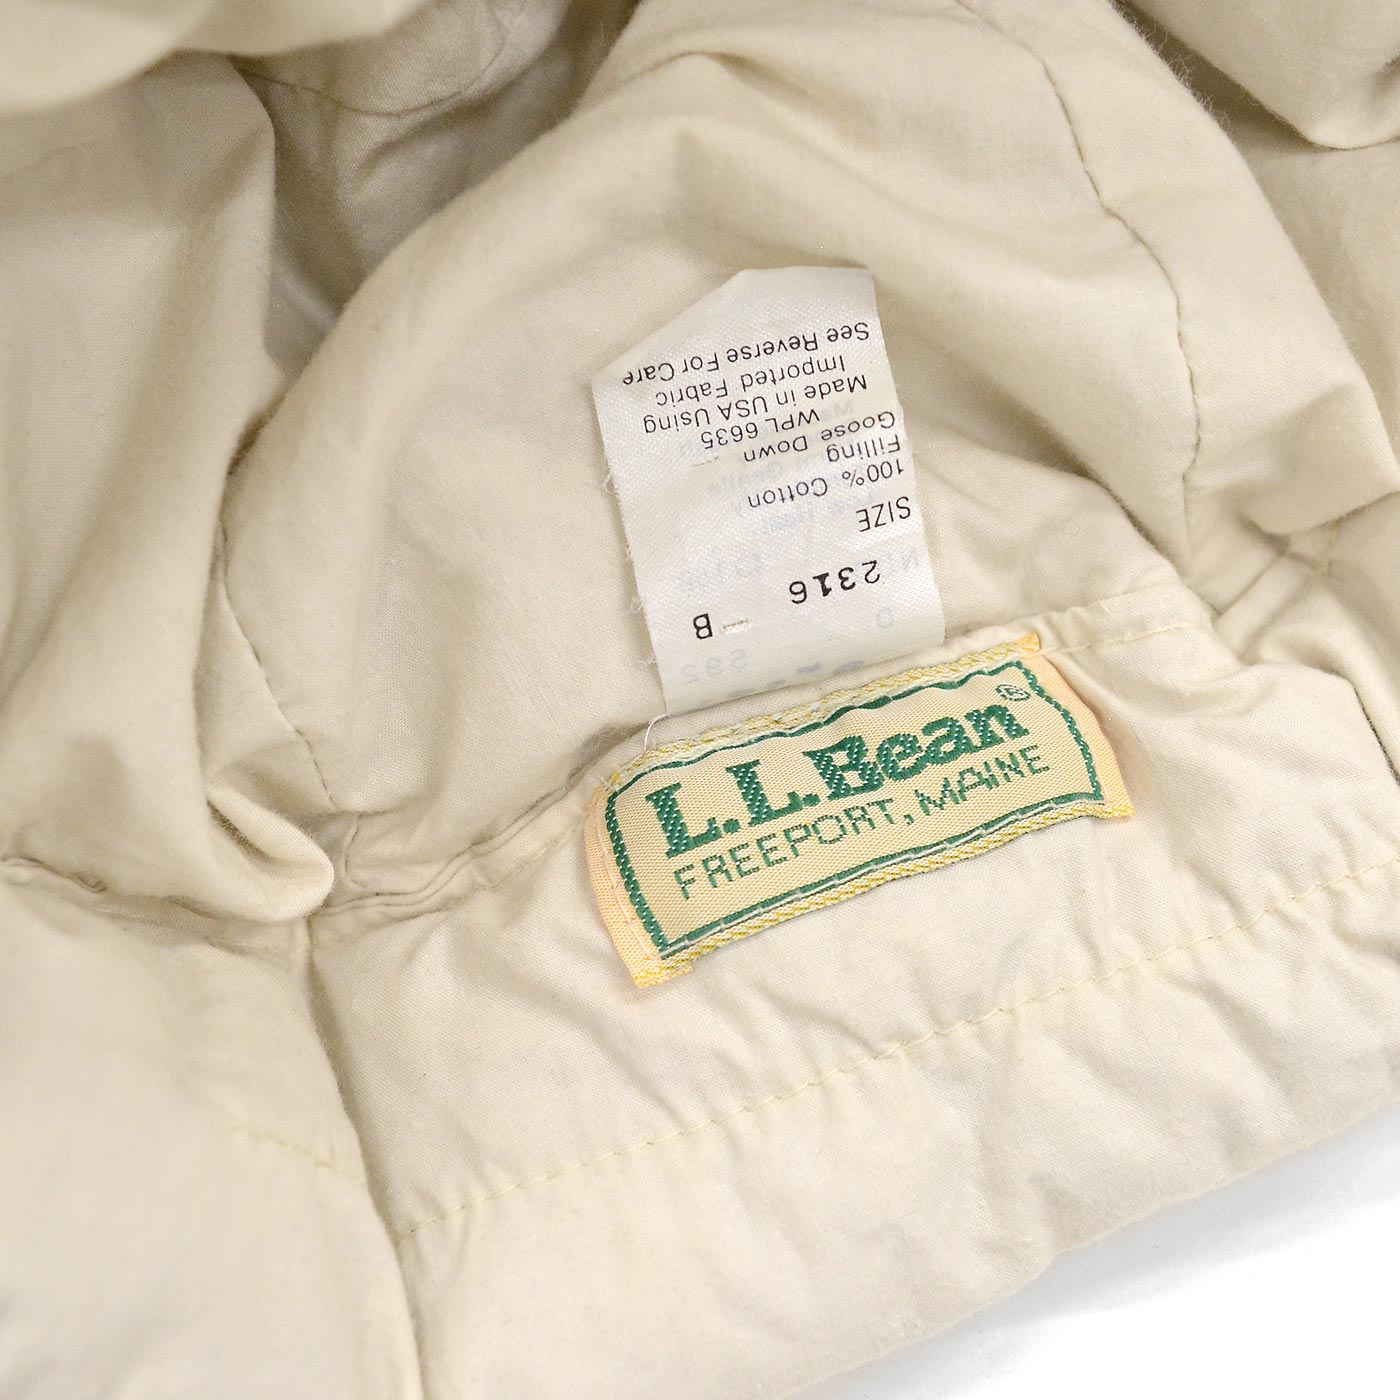 L.L.Bean®
FREEPORT, MAINE
B
2316
SIZE
100% Cotton
Filling
Goose Down
WPL 6635
Made in USA Using
Imported Fabric
See Reverse For Care